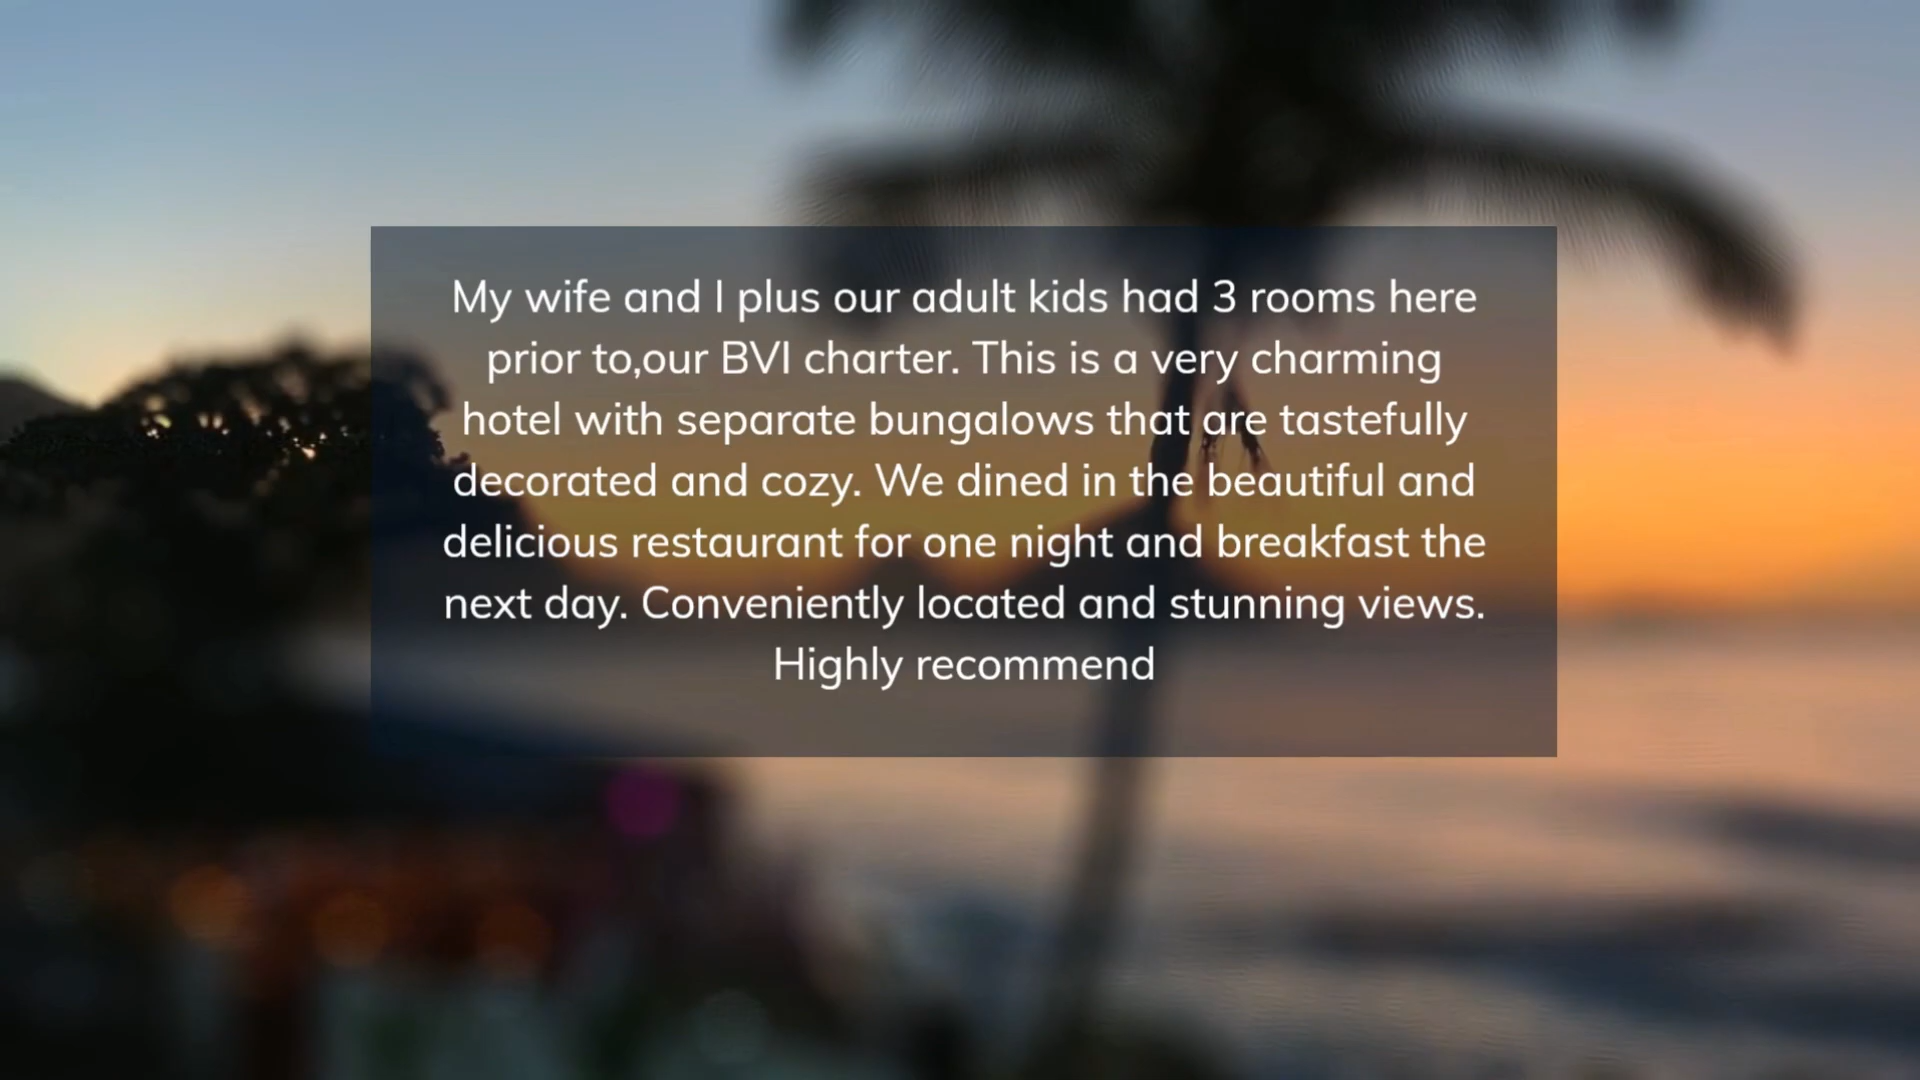 My wife and I plus our adult kids had 3 rooms here
prior to,our BVI charter. This is a very charming
hotel with separate bungalows that are tastefully
decorated and cozy. We dined in the beautiful and
delicious restaurant for one night and breakfast the
next day. Conveniently located and stunning views.
Highly recommend